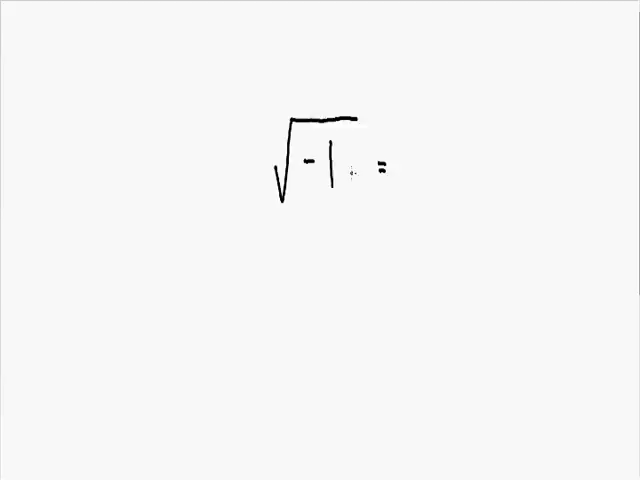 √-1 =